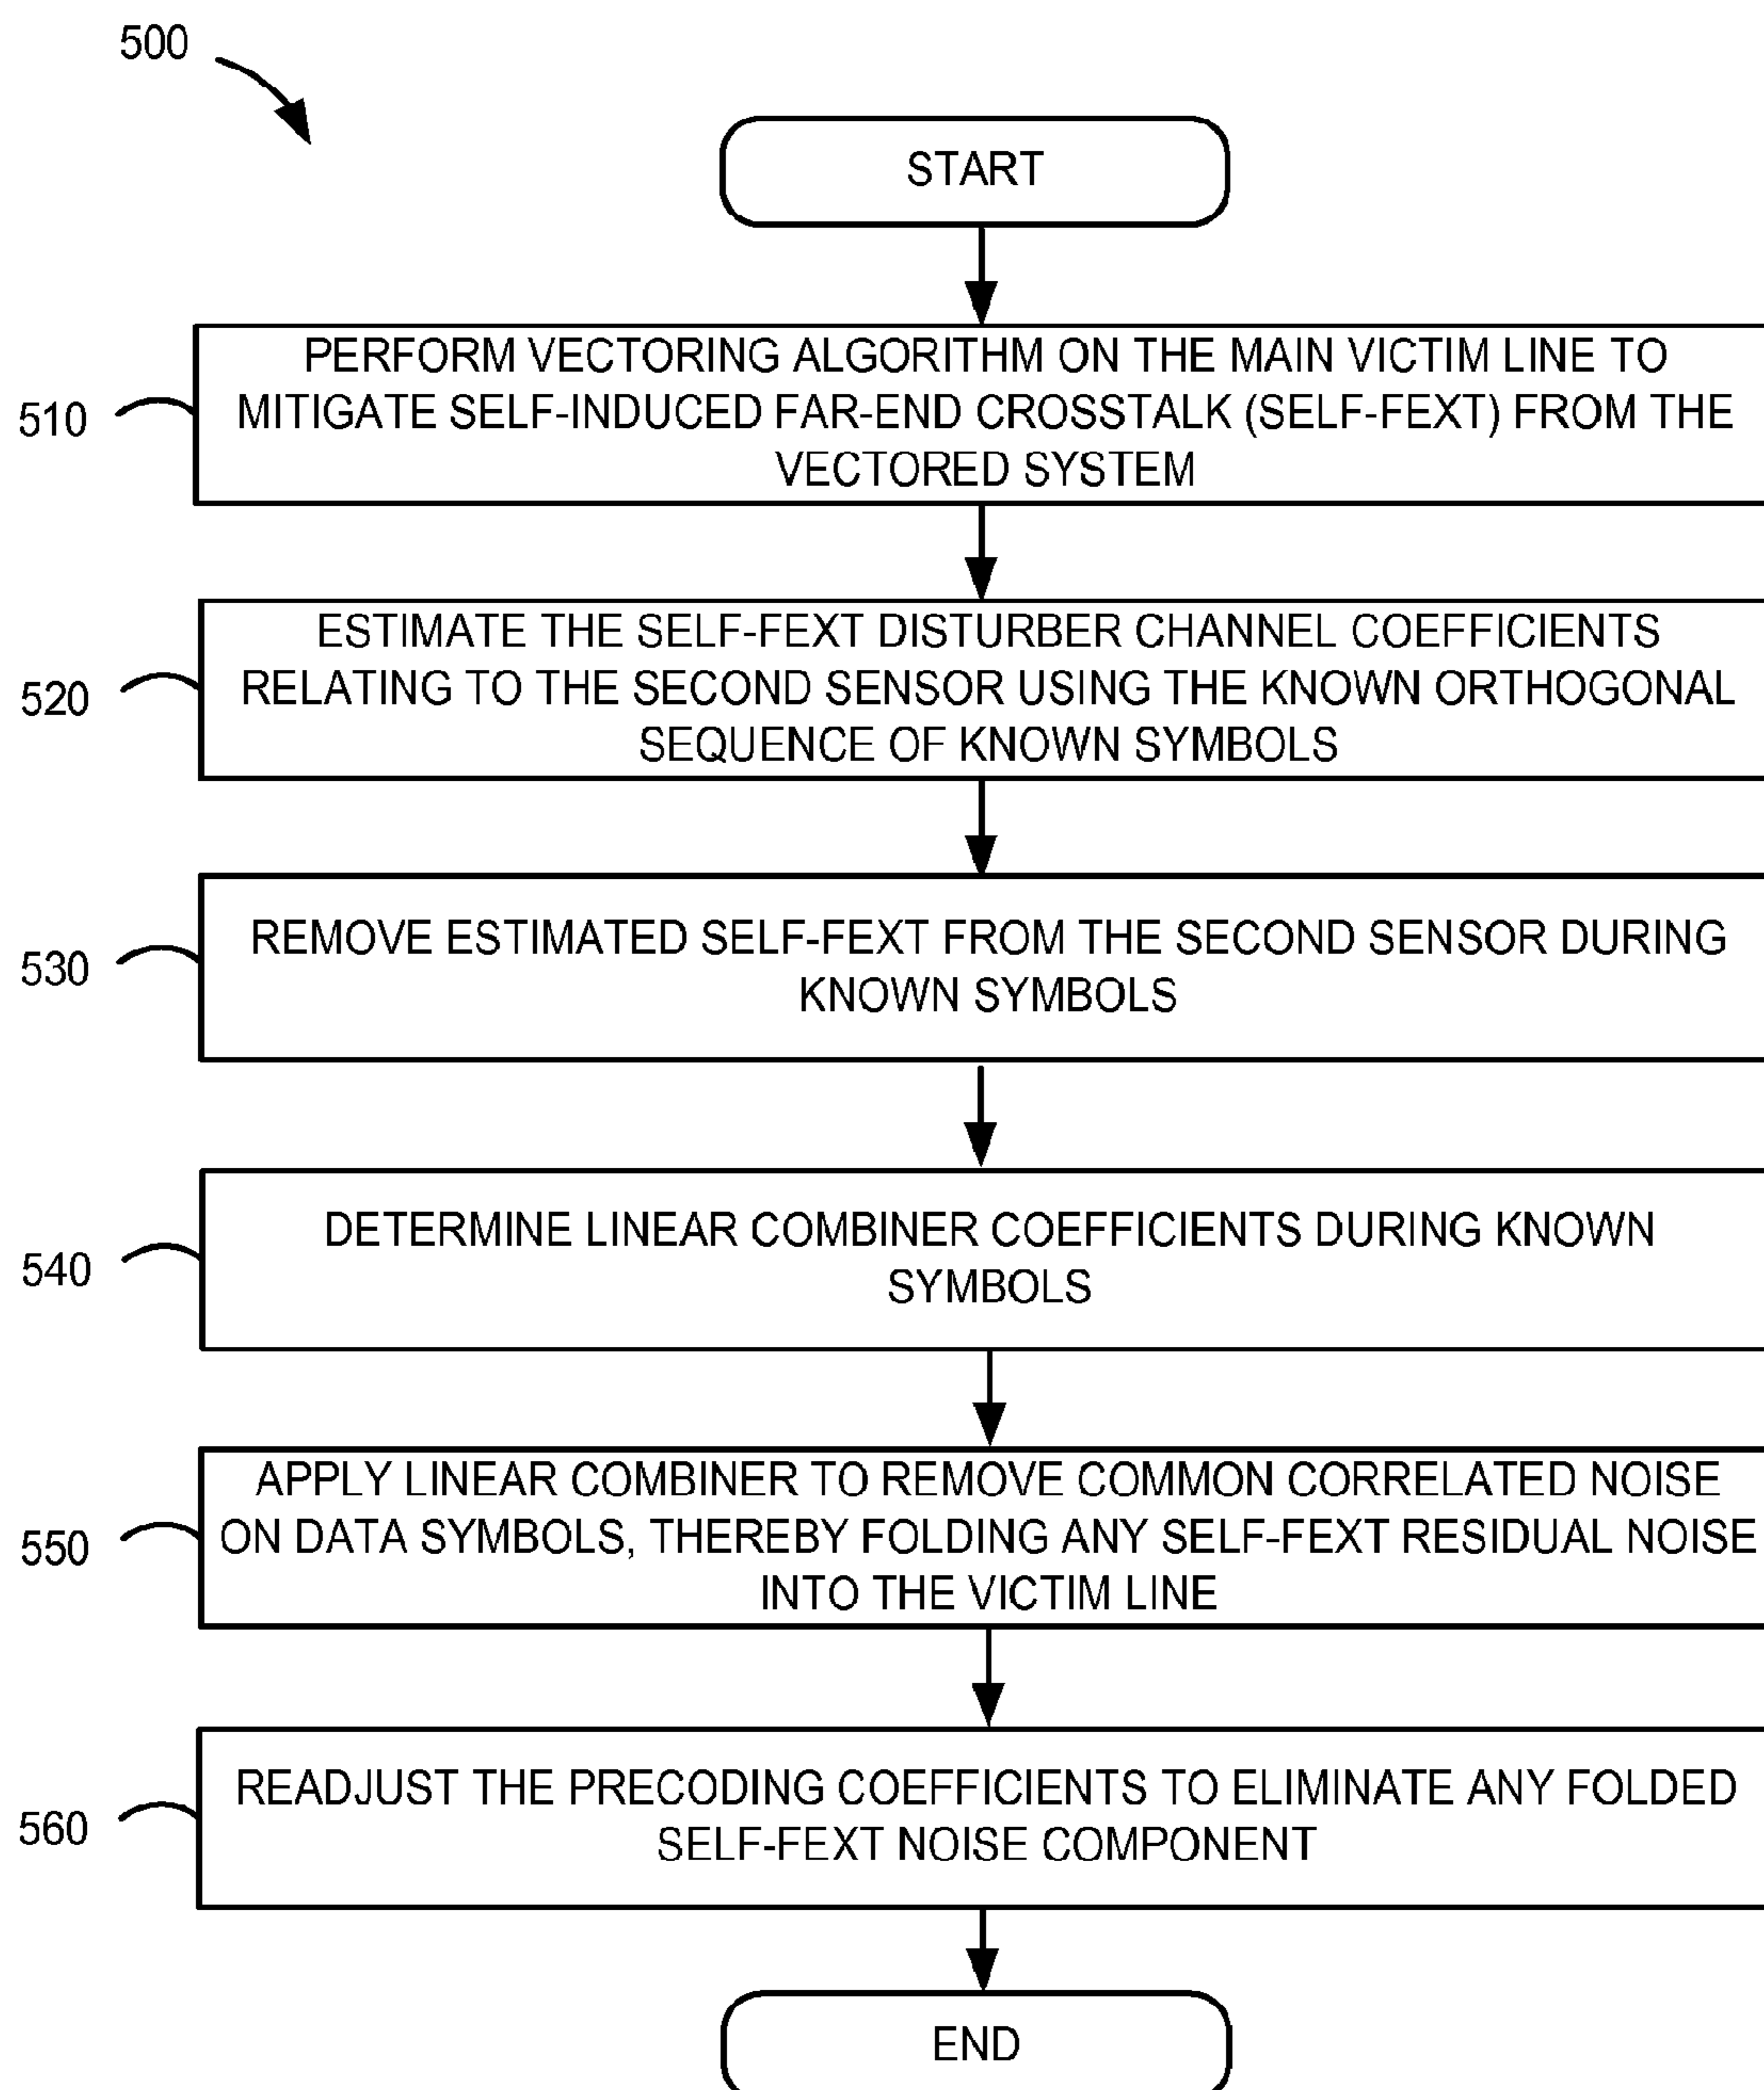 500
START
510
PERFORM VECTORING ALGORITHM ON THE MAIN VICTIM LINE TO
MITIGATE SELF-INDUCED FAR-END CROSSTALK (SELF-FEXT) FROM THE
VECTORED SYSTEM
520
ESTIMATE THE SELF-FEXT DISTURBER CHANNEL COEFFICIENTS
RELATING TO THE SECOND SENSOR USING THE KNOWN ORTHOGONAL
SEQUENCE OF KNOWN SYMBOLS
530
REMOVE ESTIMATED SELF-FEXT FROM THE SECOND SENSOR DURING
KNOWN SYMBOLS
540
DETERMINE LINEAR COMBINER COEFFICIENTS DURING KNOWN
SYMBOLS
550
APPLY LINEAR COMBINER TO REMOVE COMMON CORRELATED NOISE
ON DATA SYMBOLS, THEREBY FOLDING ANY SELF-FEXT RESIDUAL NOISE
INTO THE VICTIM LINE
560
READJUST THE PRECODING COEFFICIENTS TO ELIMINATE ANY FOLDED
SELF-FEXT NOISE COMPONENT
END